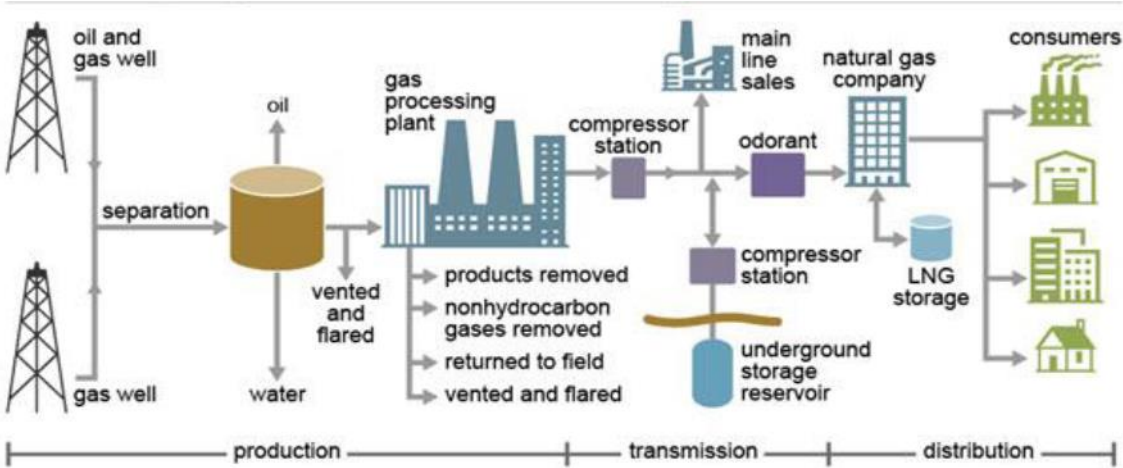 oil and
gas well
separation
gas well
oil
water
vented
and
flared
gas
processing
plant
products removed
nonhydrocarbon
gases removed
returned to field
vented and flared
compressor
station
main
line
sales
odorant
compressor
station
underground
storage
reservoir
natural gas
company
LNG
storage
consumers
production
transmission
distribution